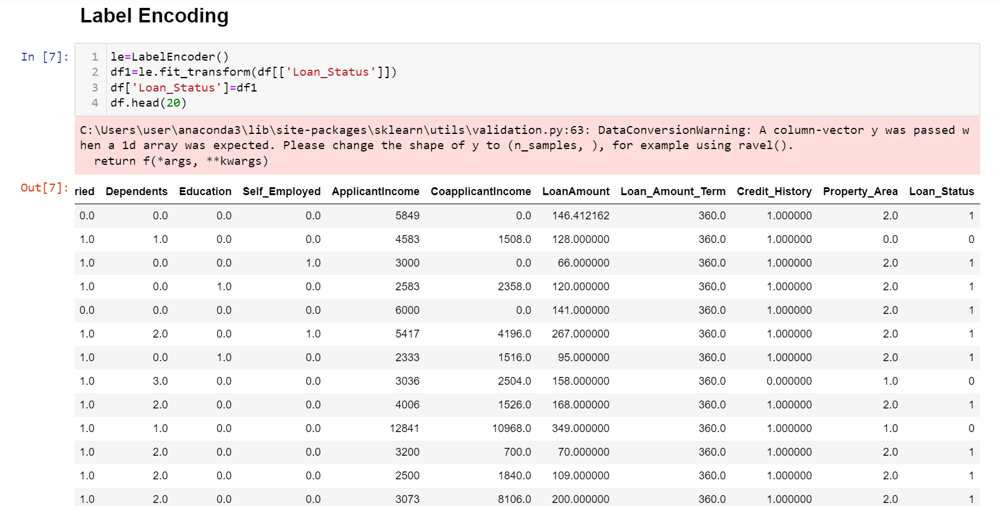 Label Encoding
In [7]:
1 le=LabelEncoder()
2 df1=le.fit_transform(df[['Loan_Status']])
3 df['Loan_Status']=df1
4 df.head(20)
C:\Users\user\anaconda3\lib\site-packages\sklearn\utils\validation.py:63: DataConversionWarning: A column-vector y was passed w
hen a 1d array was expected. Please change the shape of y to (n_samples, ), for example using ravel().
return f(*args, **kwargs)
Out[7]:
ried Dependents Education Self_Employed ApplicantIncome CoapplicantIncome LoanAmount Loan_Amount_Term Credit_History Property_Area Loan_Status
0.0 0.0 0.0 0.0 5849 0.0 146.412162 360.0 1.000000 2.0 1
1.0 1.0 0.0 0.0 4583 1508.0 128.000000 360.0 1.000000 0.0 0
1.0 0.0 0.0 1.0 3000 0.0 66.000000 360.0 1.000000 2.0 1
1.0 0.0 1.0 0.0 2583 2358.0 120.000000 360.0 1.000000 2.0 1
0.0 0.0 0.0 0.0 6000 0.0 141.000000 360.0 1.000000 2.0 1
1.0 2.0 0.0 1.0 5417 4196.0 267.000000 360.0 1.000000 2.0 1
1.0 0.0 1.0 0.0 2333 1516.0 95.000000 360.0 1.000000 2.0 1
1.0 3.0 0.0 0.0 3036 2504.0 158.000000 360.0 0.000000 1.0 0
1.0 2.0 0.0 0.0 4006 1526.0 168.000000 360.0 1.000000 2.0 1
1.0 1.0 0.0 0.0 12841 10968.0 349.000000 360.0 1.000000 1.0 0
1.0 2.0 0.0 0.0 3200 700.0 70.000000 360.0 1.000000 2.0 1
1.0 2.0 0.0 0.0 2500 1840.0 109.000000 360.0 1.000000 2.0 1
1.0 2.0 0.0 0.0 3073 8106.0 200.000000 360.0 1.000000 2.0 1